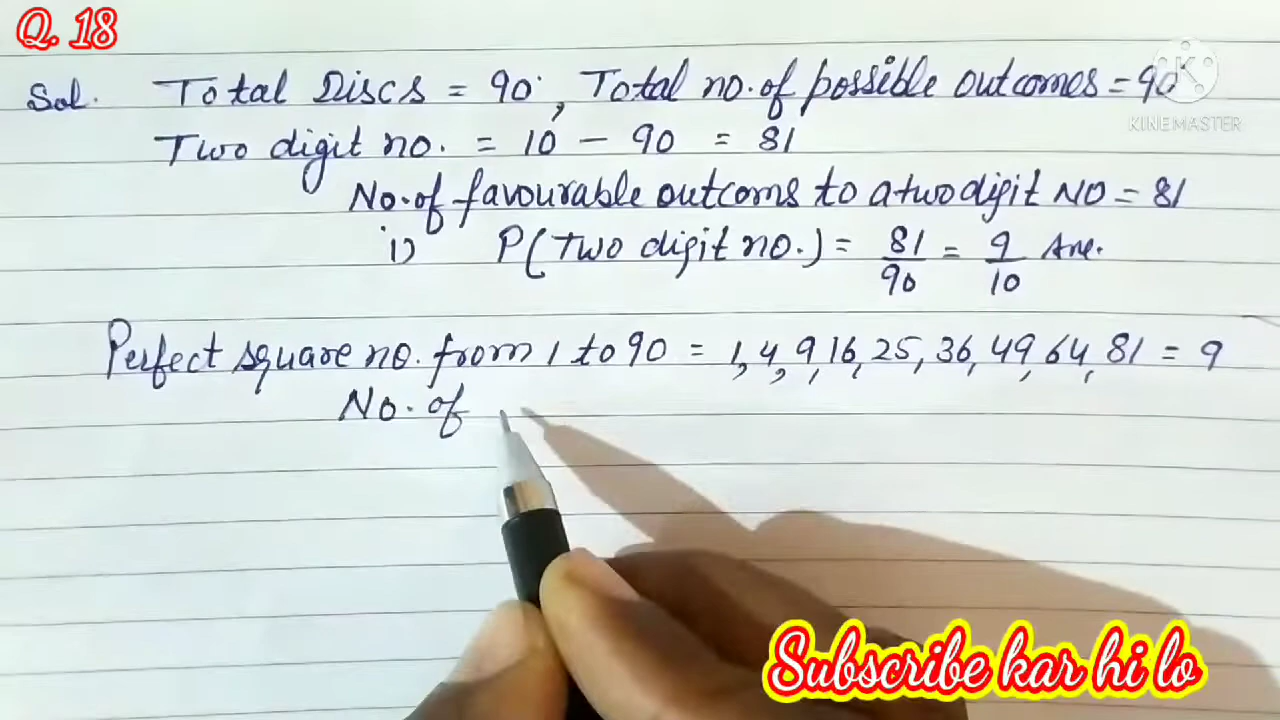 Q. 18
Sol. Total Discs = 90, Total no. of possible outcomes = 90
KINEMASTER
Two digit no. = 10 - 90 = 81
No. of favourable outcoms to a two digit NO = 81
i) P(Two digit no.) = 81/90 = 9/10 Ans.
Perfect square no. from 1 to 90 = 1, 4, 9, 16, 25, 36, 49, 64, 81 = 9
No. of
Subscribe kar hi lo